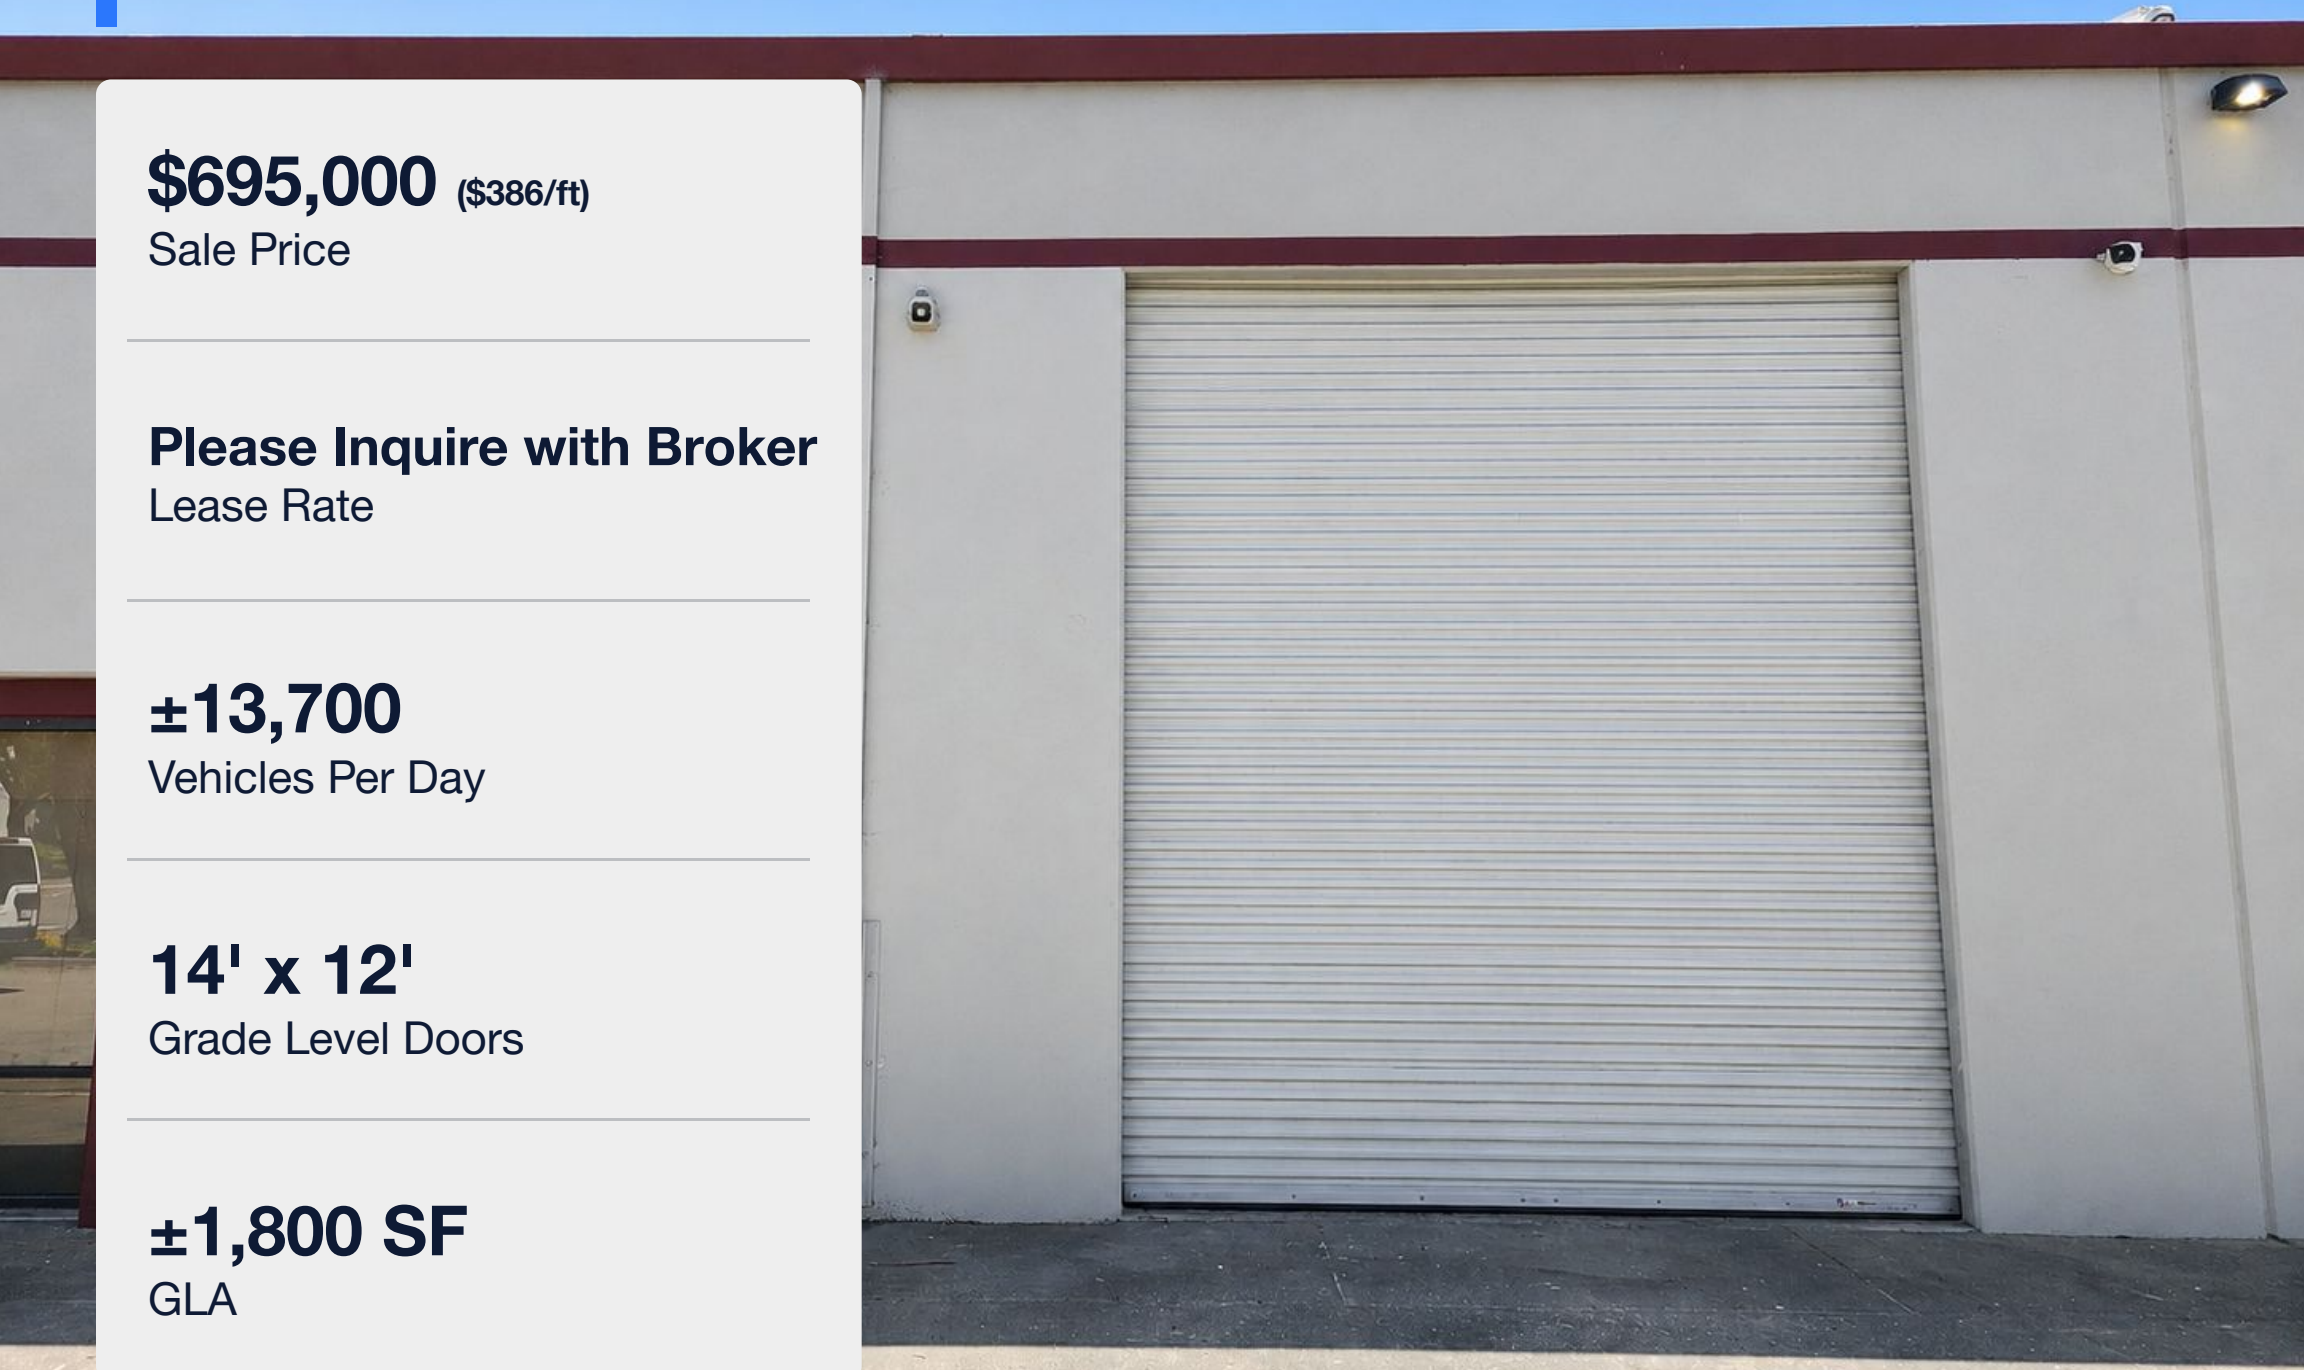 $695,000 ($386/ft)
Sale Price
Please Inquire with Broker
Lease Rate
±13,700
Vehicles Per Day
14' x 12'
Grade Level Doors
±1,800 SF
GLA